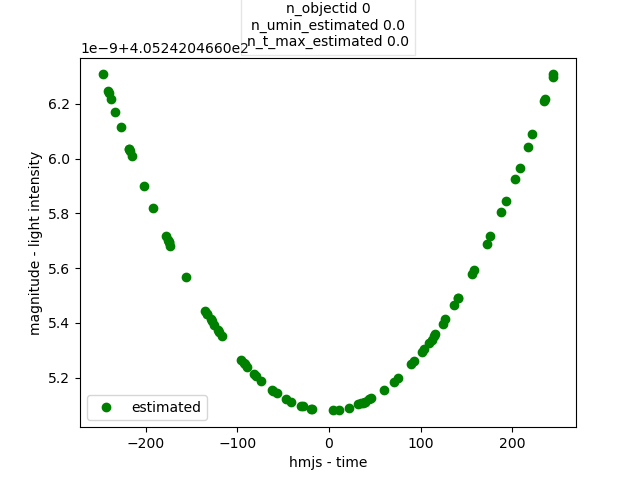 n_objectid 0
n_umin_estimated 0.0
n_t_max_estimated 0.0
1e-9+4.0524204660e2
6.2
6.0
5.8
5.6
5.4
5.2
magnitude - light intensity
estimated
−200
−100
0
100
200
hmjs - time